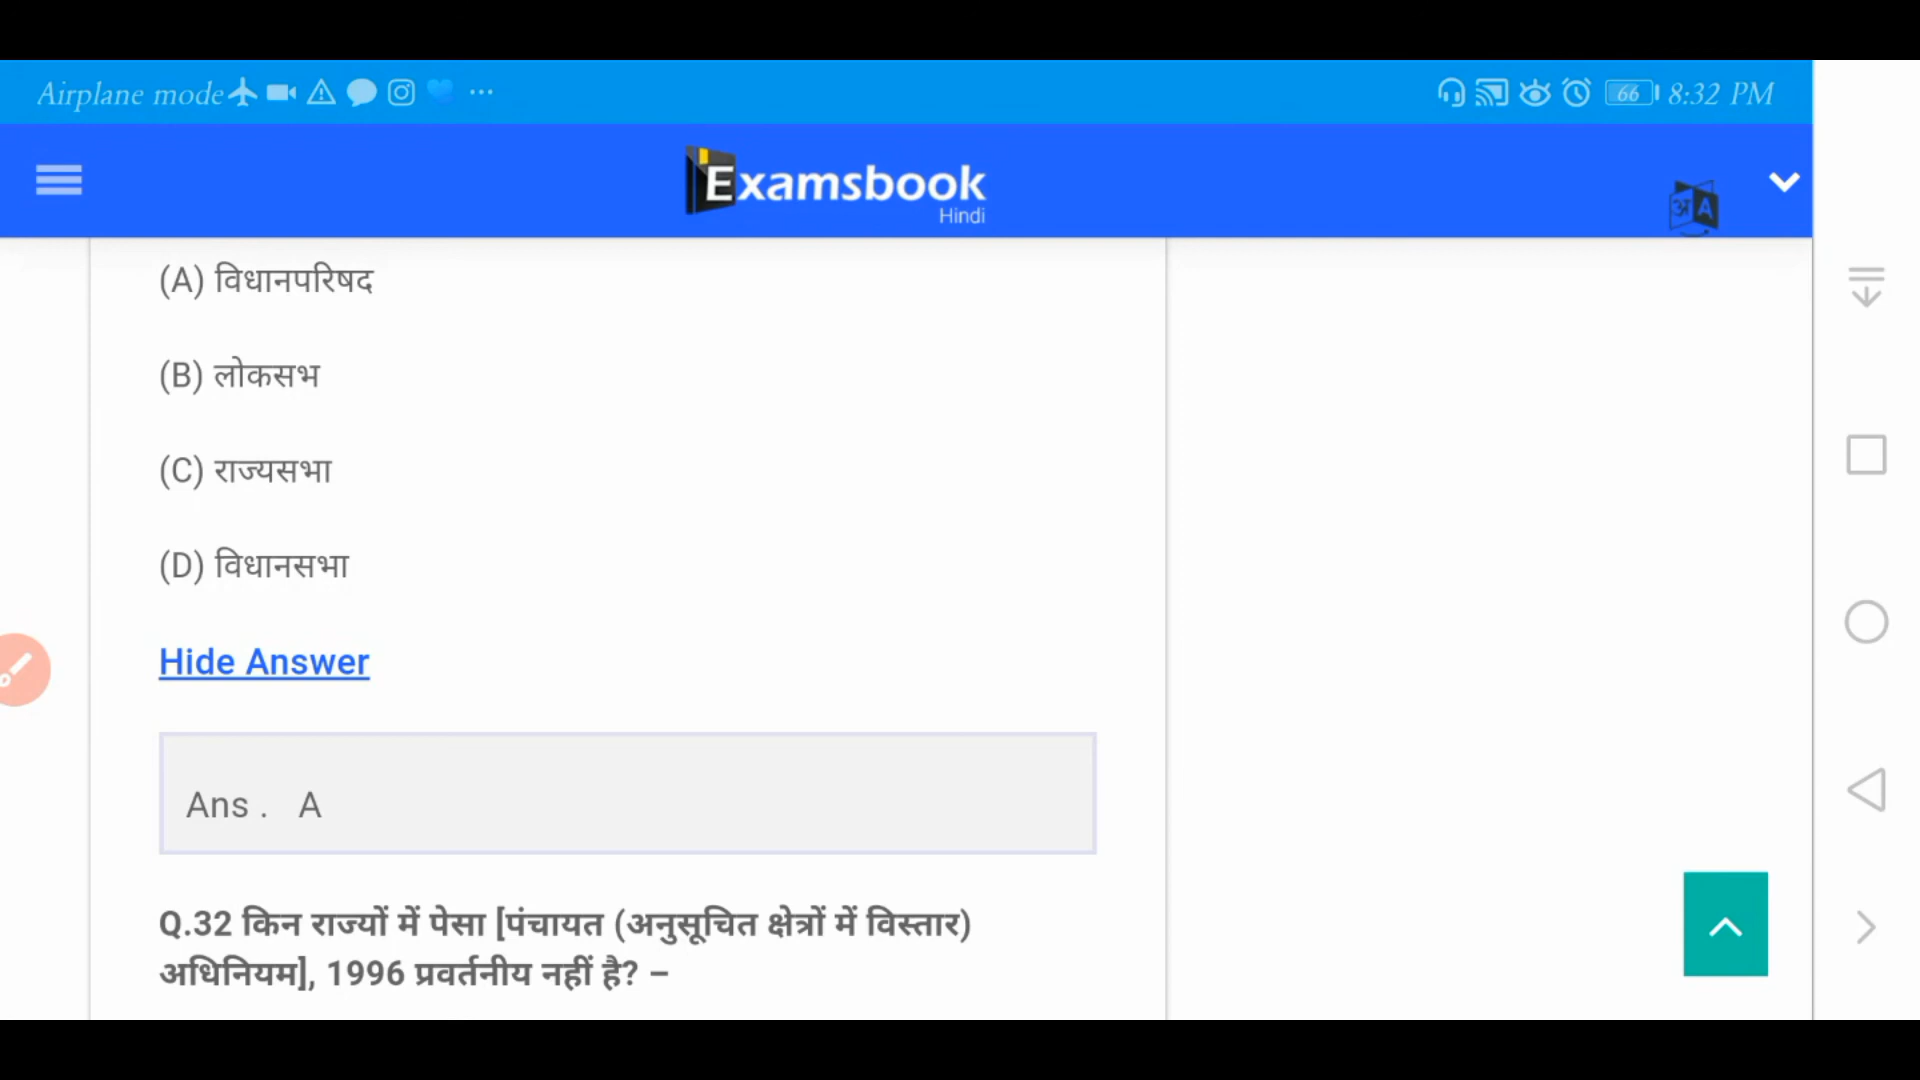 Airplane mode ... 66 8:32 PM
Examsbook
Hindi
अ A
(A) विधानपरिषद
(B) लोकसभ
(C) राज्यसभा
(D) विधानसभा
Hide Answer
Ans . A
Q.32 किन राज्यों में पेसा [पंचायत (अनुसूचित क्षेत्रों में विस्तार)
अधिनियम], 1996 प्रवर्तनीय नहीं है? –